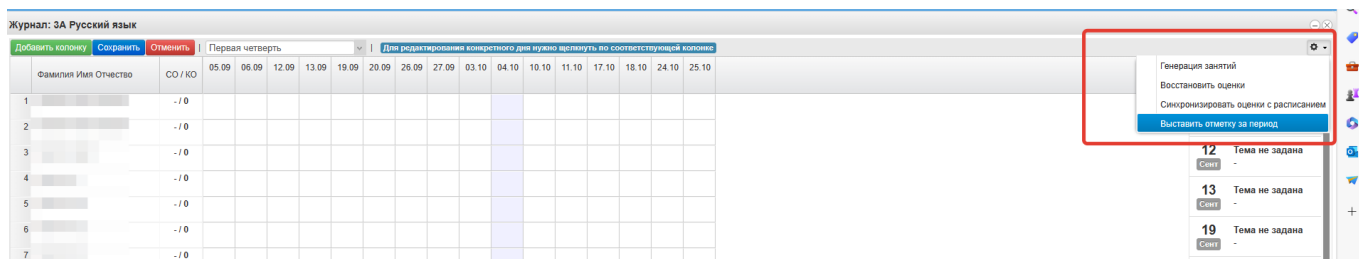 Журнал: 3А Русский язык
Добавить колонку Сохранить Отменить | Первая четверть | Для редактирования конкретного дня нужно щелкнуть по соответствующей колонке
Фамилия Имя Отчество СО / КО 05.09 06.09 12.09 13.09 19.09 20.09 26.09 27.09 03.10 04.10 10.10 11.10 17.10 18.10 24.10 25.10
Генерация занятий
Восстановить оценки
Синхронизировать оценки с расписанием
Выставить отметку за период
1 - / 0
2 - / 0
3 - / 0
4 - / 0
5 - / 0
6 - / 0
7 - / 0
12 Тема не задана
Сент -
13 Тема не задана
Сент -
19 Тема не задана
Сент -